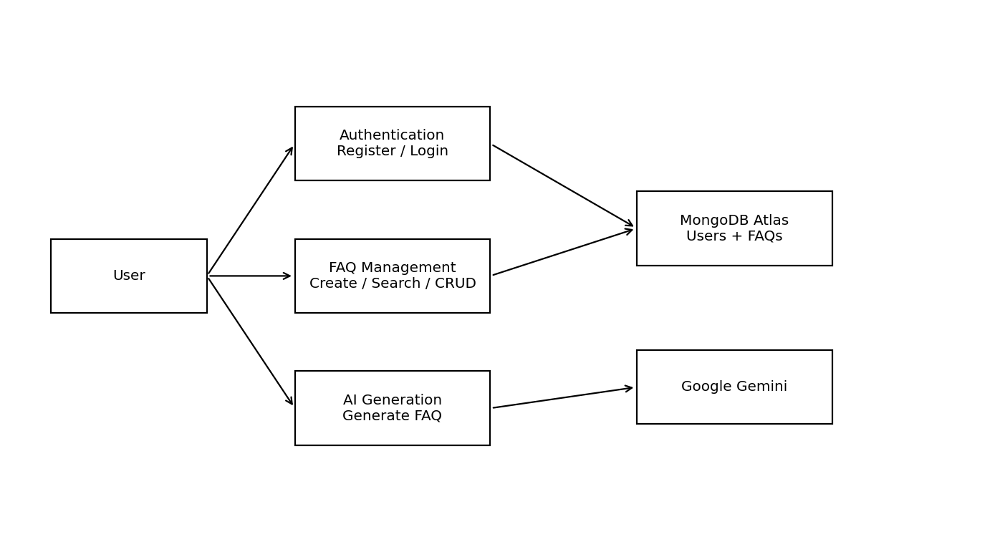 User
Authentication
Register / Login
FAQ Management
Create / Search / CRUD
AI Generation
Generate FAQ
MongoDB Atlas
Users + FAQs
Google Gemini